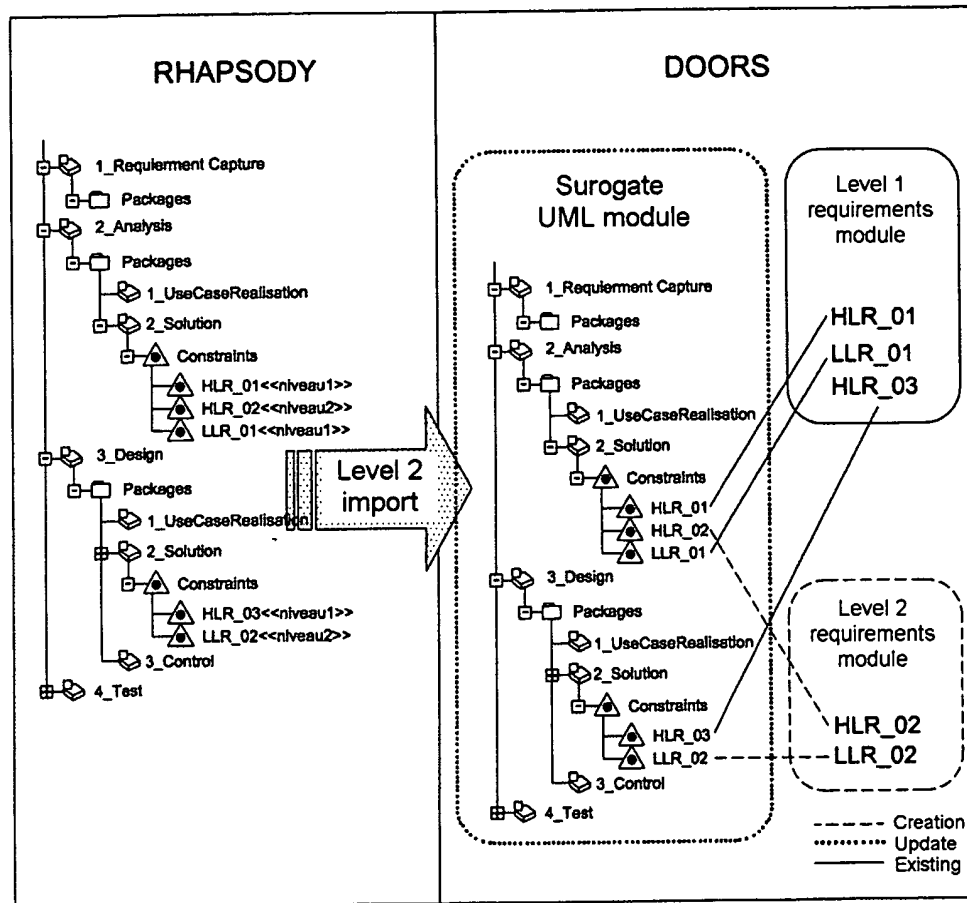 RHAPSODY
1_Requierment Capture
Packages
2_Analysis
Packages
1_UseCaseRealisation
2_Solution
Constraints
HLR_01<<niveau1>>
HLR_02<<niveau2>>
LLR_01<<niveau1>>
3_Design
Packages
1_UseCaseRealisation
2_Solution
Constraints
HLR_03<<niveau1>>
LLR_02<<niveau2>>
3_Control
4_Test
Level 2
import
DOORS
Surogate
UML module
1_Requierment Capture
Packages
2_Analysis
Packages
1_UseCaseRealisation
2_Solution
Constraints
HLR_01
HLR_02
LLR_01
3_Design
Packages
1_UseCaseRealisation
2_Solution
Constraints
HLR_03
LLR_02
3_Control
4_Test
Level 1
requirements
module
HLR_01
LLR_01
HLR_03
Level 2
requirements
module
HLR_02
LLR_02
Creation
Update
Existing